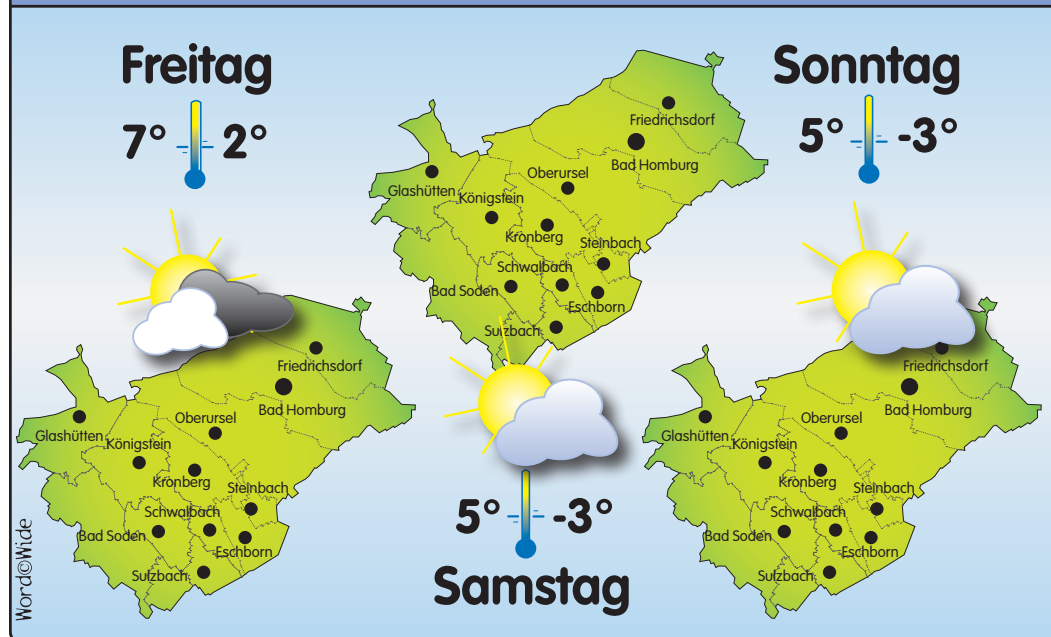 Freitag
7° 2°
Friedrichsdorf
Bad Homburg
Oberursel
Glashütten
Königstein
Kronberg
Steinbach
Schwalbach
Bad Soden
Eschborn
Sulzbach
Friedrichsdorf
Bad Homburg
Oberursel
Glashütten
Königstein
Kronberg
Steinbach
Schwalbach
Bad Soden
Eschborn
Sulzbach
5° -3°
Samstag
Sonntag
5° -3°
Friedrichsdorf
Bad Homburg
Oberursel
Glashütten
Königstein
Kronberg
Steinbach
Schwalbach
Bad Soden
Eschborn
Sulzbach
Word©Wide